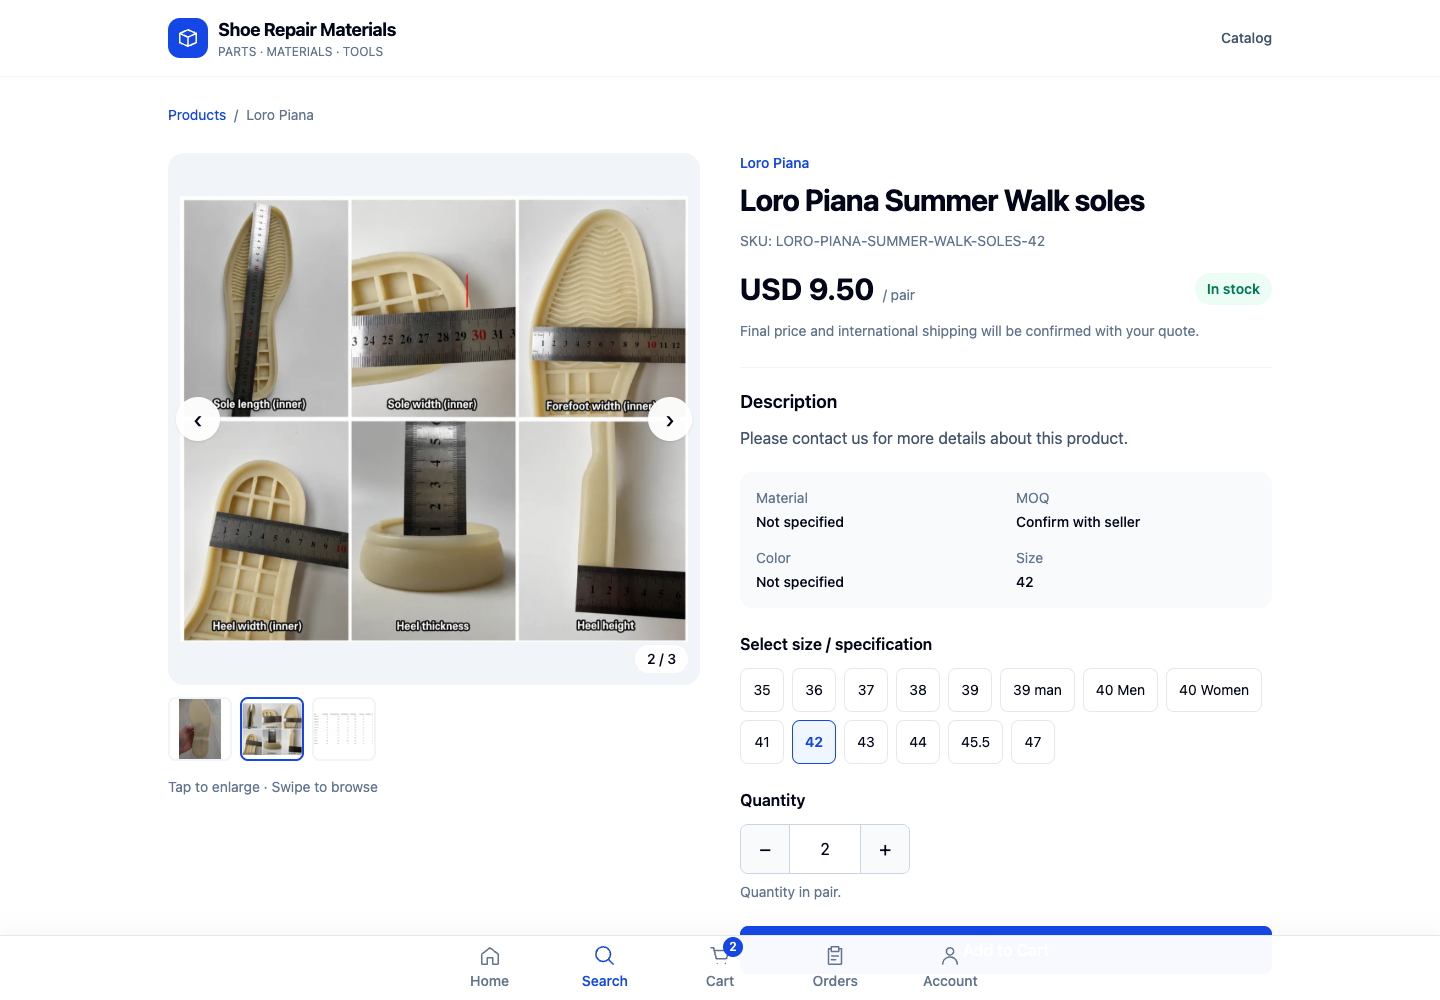 Shoe Repair Materials
PARTS · MATERIALS · TOOLS
Catalog
Products / Loro Piana
Sole length (inner)
Sole width (inner)
Forefoot width (inner)
Heel width (inner)
Heel thickness
Heel height
‹
›
2 / 3
Tap to enlarge · Swipe to browse
Loro Piana
Loro Piana Summer Walk soles
SKU: LORO-PIANA-SUMMER-WALK-SOLES-42
USD 9.50 / pair
In stock
Final price and international shipping will be confirmed with your quote.
Description
Please contact us for more details about this product.
Material
Not specified
MOQ
Confirm with seller
Color
Not specified
Size
42
Select size / specification
35 36 37 38 39 39 man 40 Men 40 Women
41 42 43 44 45.5 47
Quantity
− 2 +
Quantity in pair.
Add to Cart
Home
Search
2
Cart
Orders
Account